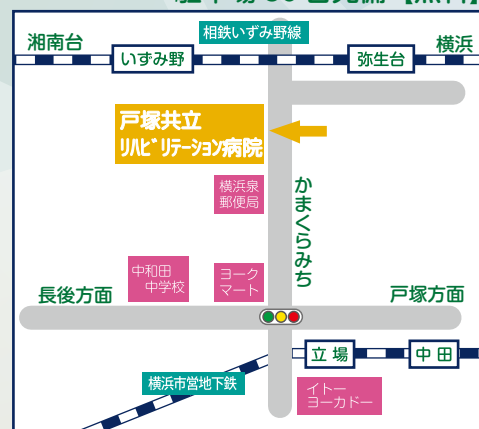 相鉄いずみ野線
湘南台
横浜
いずみ野
弥生台
戸塚共立
リハビリテーション病院
横浜泉
郵便局
かまくらみち
中和田
中学校
ヨーク
マート
長後方面
戸塚方面
立場
中田
横浜市営地下鉄
イトー
ヨーカドー